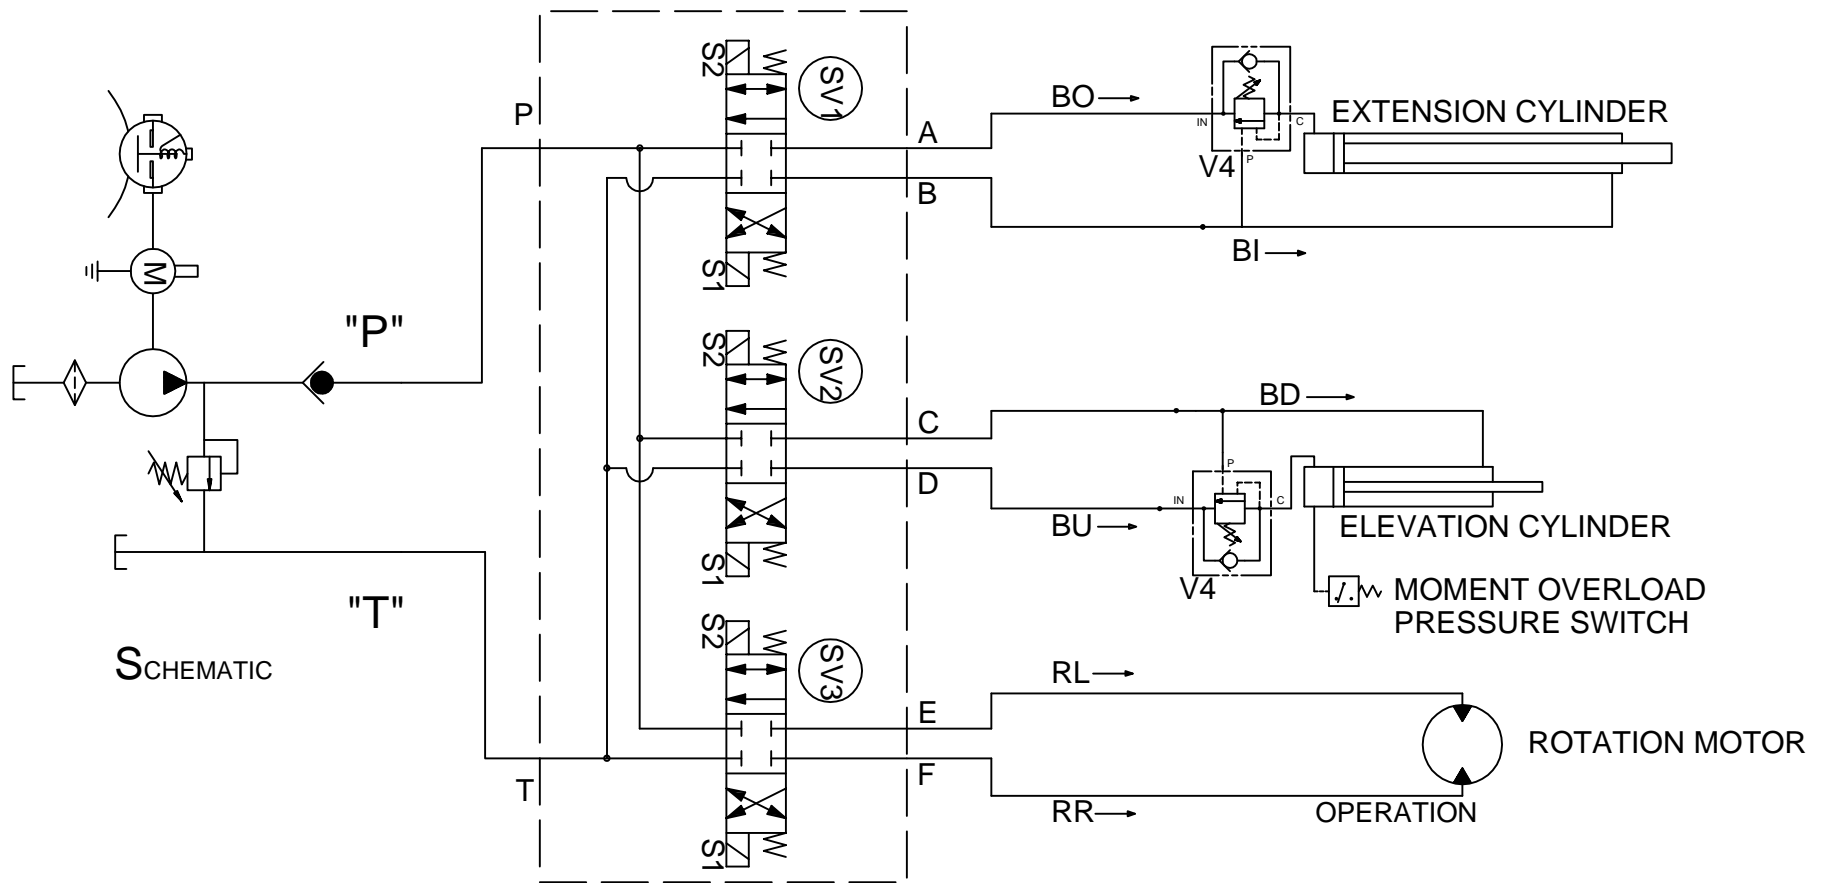 S2
SV1
S1
P
A
B
BO
IN
C
P
V4
EXTENSION CYLINDER
BI
M
"P"
S2
SV2
S1
C
D
BD
P
IN
C
BU
V4
ELEVATION CYLINDER
MOMENT OVERLOAD
PRESSURE SWITCH
"T"
SCHEMATIC
S2
SV3
S1
T
E
F
RL
RR
ROTATION MOTOR
OPERATION